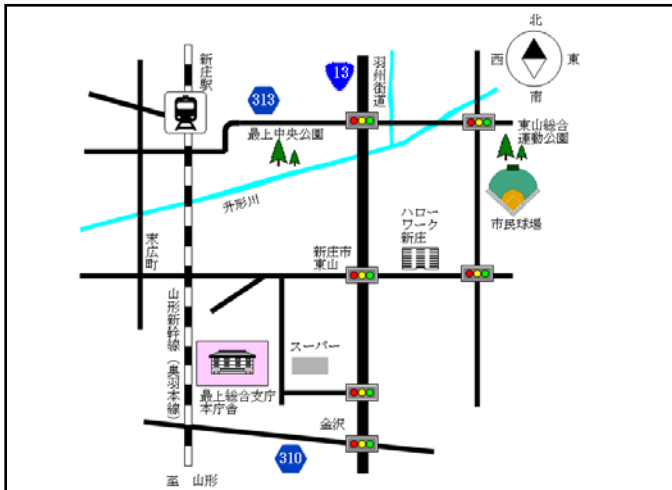 北
西
東
南
新庄駅
13
羽州街道
313
最上中央公園
東山総合
運動公園
升形川
市民球場
ハロー
ワーク
新庄
末広町
新庄市
東山
山形新幹線（奥羽本線）
スーパー
最上総合支庁
本庁舎
金沢
310
至 山形